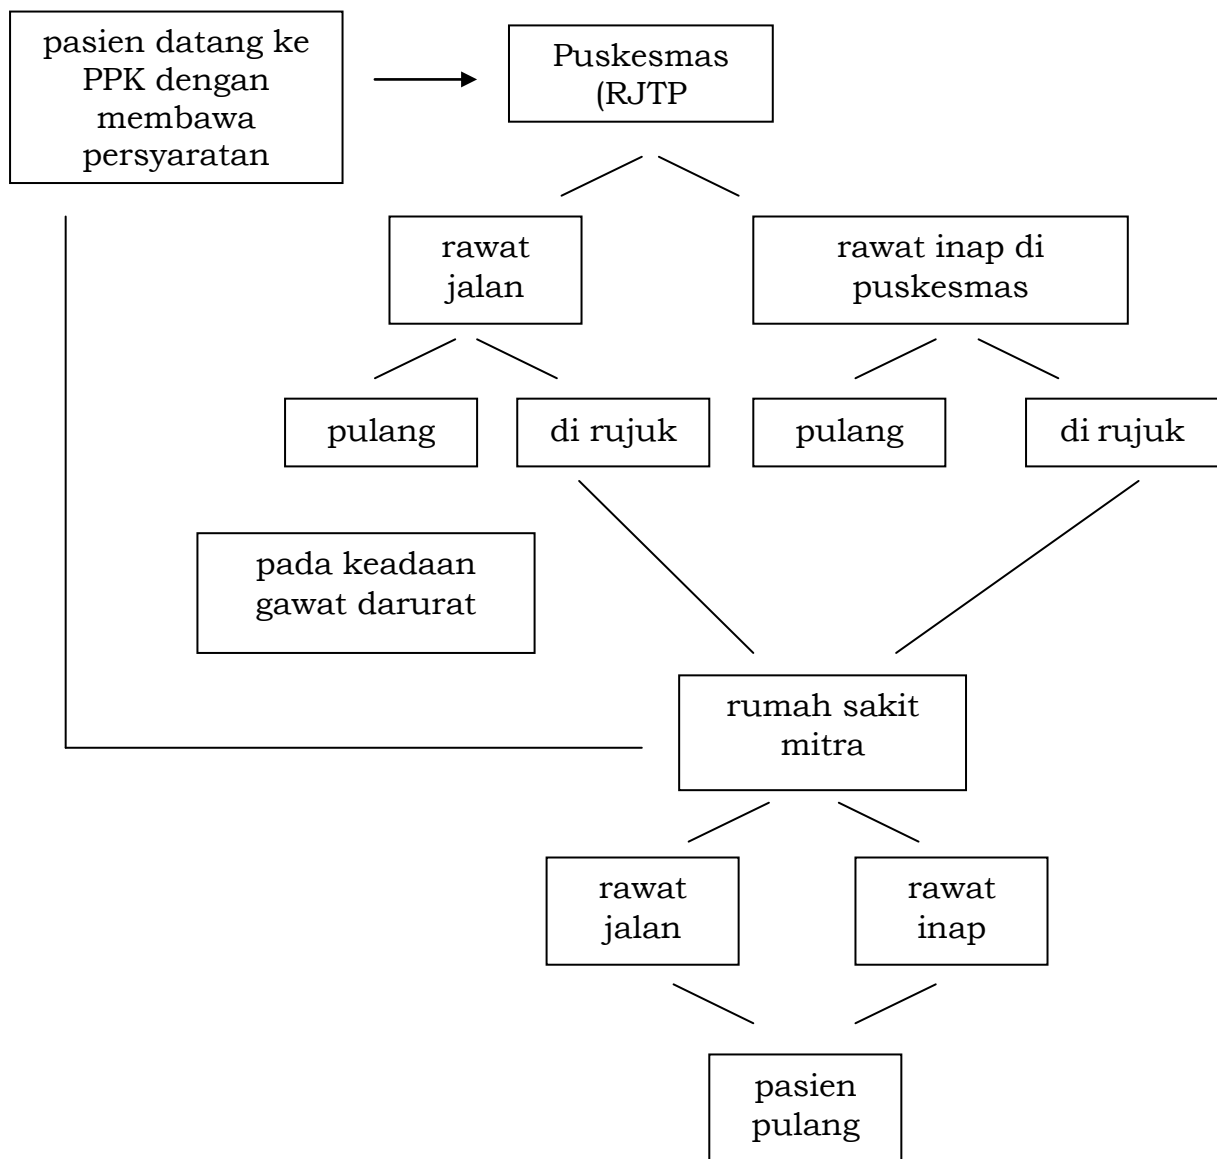 pasien datang ke
PPK dengan
membawa
persyaratan
Puskesmas
(RJTP
rawat
jalan
rawat inap di
puskesmas
pulang
di rujuk
pulang
di rujuk
pada keadaan
gawat darurat
rumah sakit
mitra
rawat
jalan
rawat
inap
pasien
pulang